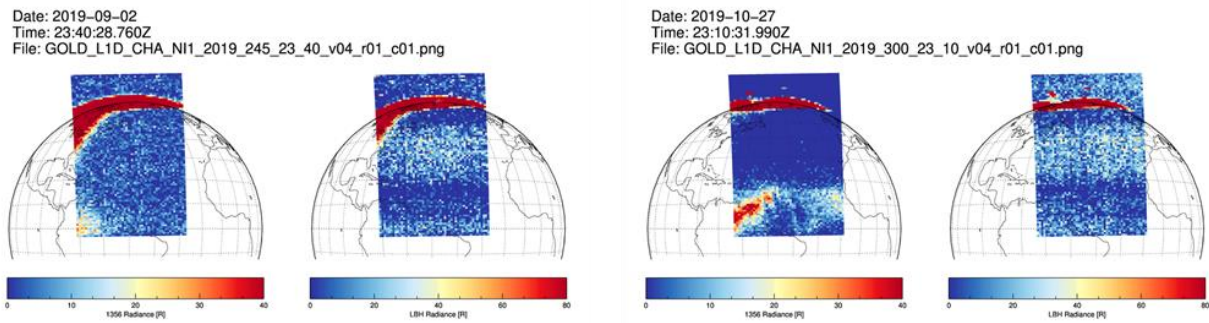 Date: 2019-09-02
Time: 23:40:28.760Z
File: GOLD_L1D_CHA_NI1_2019_245_23_40_v04_r01_c01.png
0 10 20 30 40
1356 Radiance [R]
0 20 40 60 80
LBH Radiance [R]
Date: 2019-10-27
Time: 23:10:31.990Z
File: GOLD_L1D_CHA_NI1_2019_300_23_10_v04_r01_c01.png
0 10 20 30 40
1356 Radiance [R]
0 20 40 60 80
LBH Radiance [R]